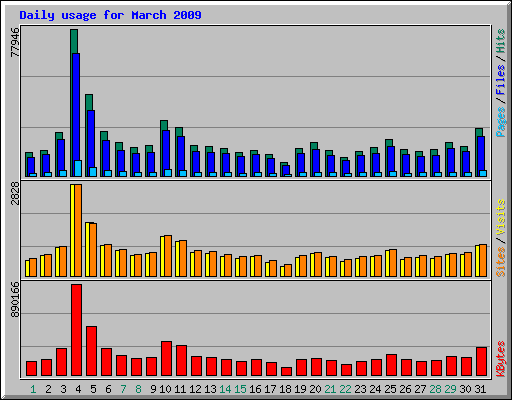 Daily usage for March 2009
77946
Pages / Files / Hits
2828
Sites / Visits
890166
KBytes
1 2 3 4 5 6 7 8 9 10 11 12 13 14 15 16 17 18 19 20 21 22 23 24 25 26 27 28 29 30 31